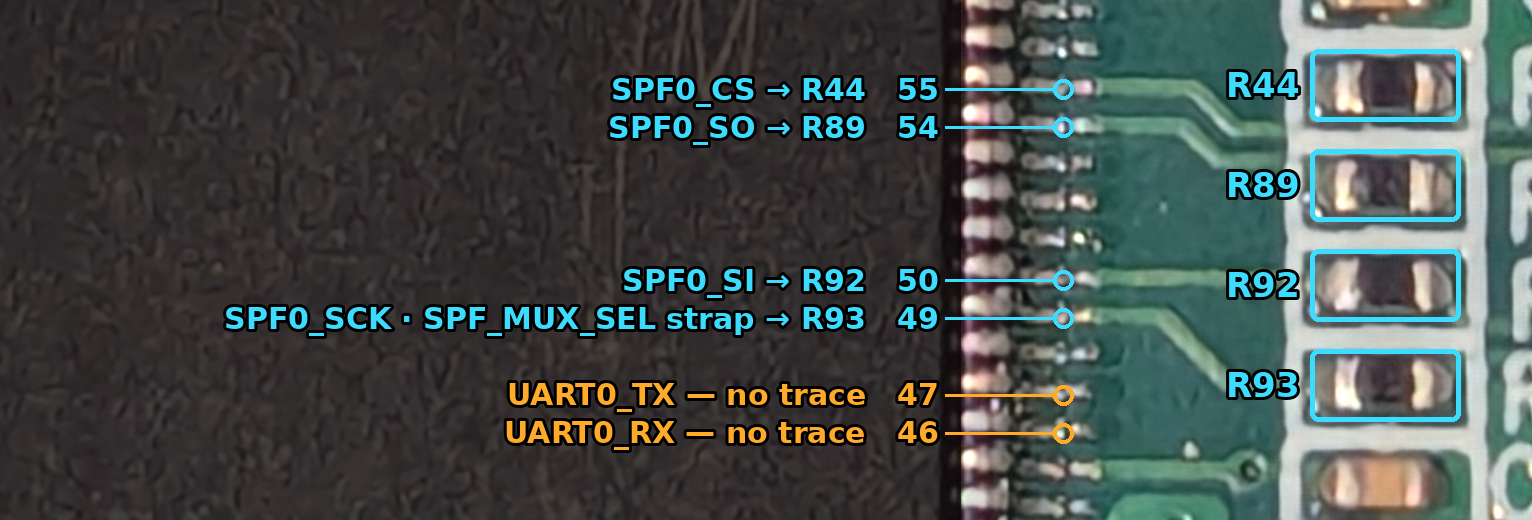 SPF0_CS → R44 55
R44
SPF0_SO → R89 54
R89
SPF0_SI → R92 50
R92
SPF0_SCK · SPF_MUX_SEL strap → R93 49
R93
UART0_TX — no trace 47
UART0_RX — no trace 46